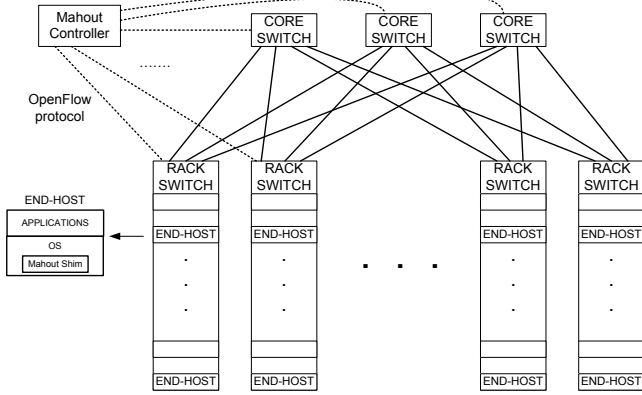 Mahout
Controller
CORE
SWITCH
CORE
SWITCH
CORE
SWITCH
.......
OpenFlow
protocol
RACK
SWITCH
RACK
SWITCH
RACK
SWITCH
RACK
SWITCH
END-HOST
APPLICATIONS
OS
Mahout Shim
END-HOST
END-HOST
END-HOST
END-HOST
. . .
END-HOST
END-HOST
END-HOST
END-HOST